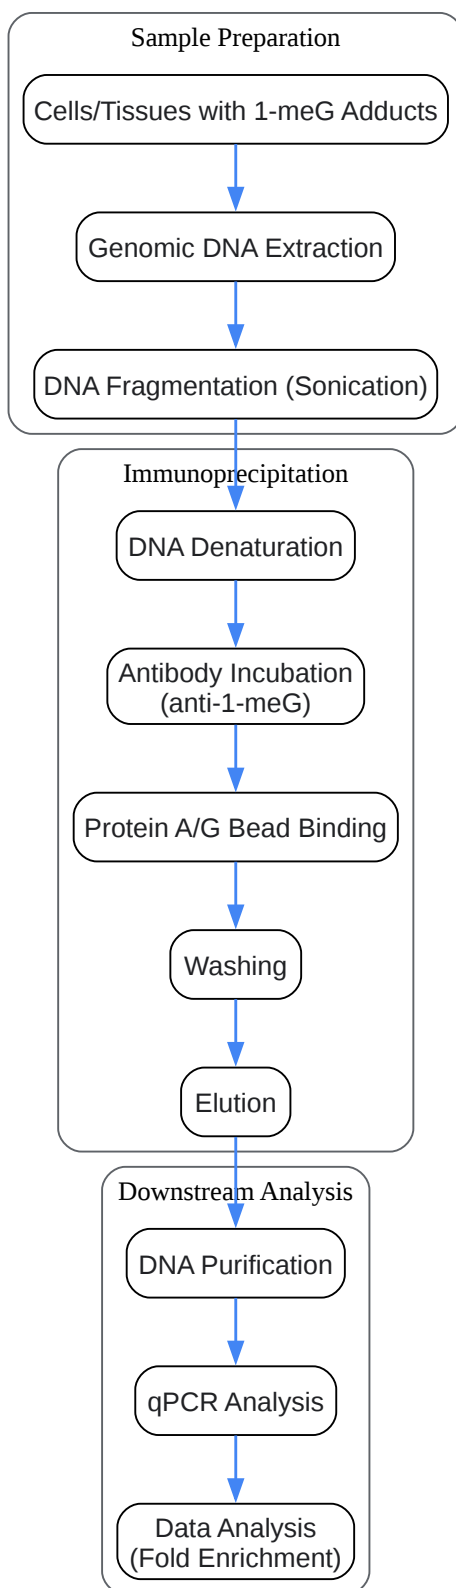 Sample Preparation
Cells/Tissues with 1-meG Adducts
Genomic DNA Extraction
DNA Fragmentation (Sonication)
Immunoprecipitation
DNA Denaturation
Antibody Incubation
(anti-1-meG)
Protein A/G Bead Binding
Washing
Elution
Downstream Analysis
DNA Purification
qPCR Analysis
Data Analysis
(Fold Enrichment)